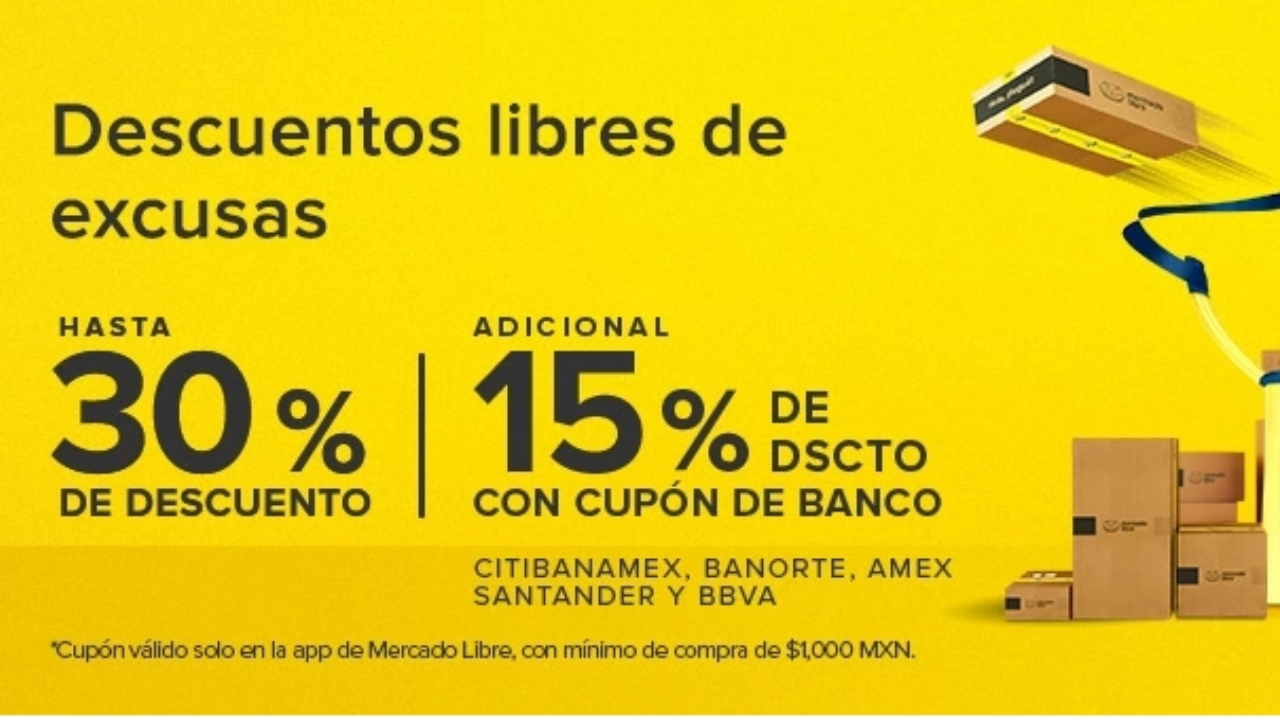 Descuentos libres de
excusas
HASTA
30%
DE DESCUENTO
ADICIONAL
15% DE
DSCTO
CON CUPÓN DE BANCO
CITIBANAMEX, BANORTE, AMEX
SANTANDER Y BBVA
*Cupón válido solo en la app de Mercado Libre, con mínimo de compra de $1,000 MXN.
mercado
libre